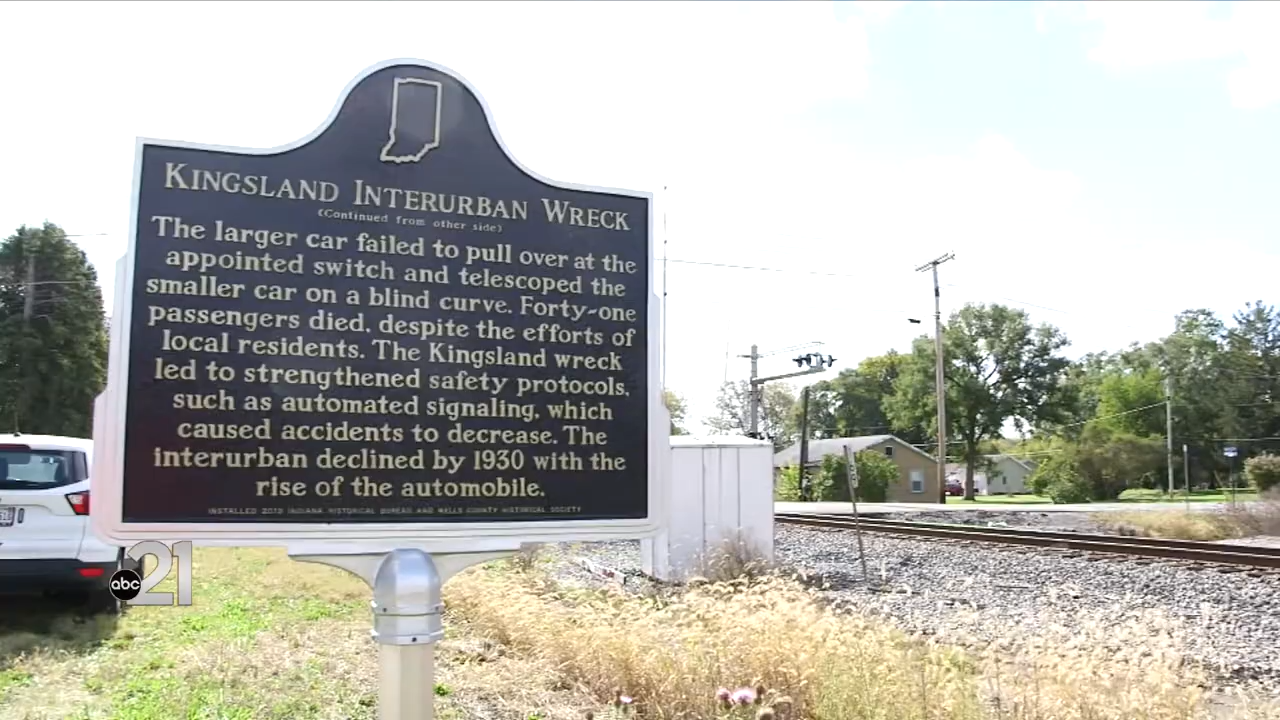 KINGSLAND INTERURBAN WRECK
(Continued from other side)
The larger car failed to pull over at the
appointed switch and telescoped the
smaller car on a blind curve. Forty-one
passengers died, despite the efforts of
local residents. The Kingsland wreck
led to strengthened safety protocols,
such as automated signaling, which
caused accidents to decrease. The
interurban declined by 1930 with the
rise of the automobile.
INSTALLED 2019 INDIANA HISTORICAL BUREAU AND WELLS COUNTY HISTORICAL SOCIETY
abc 21